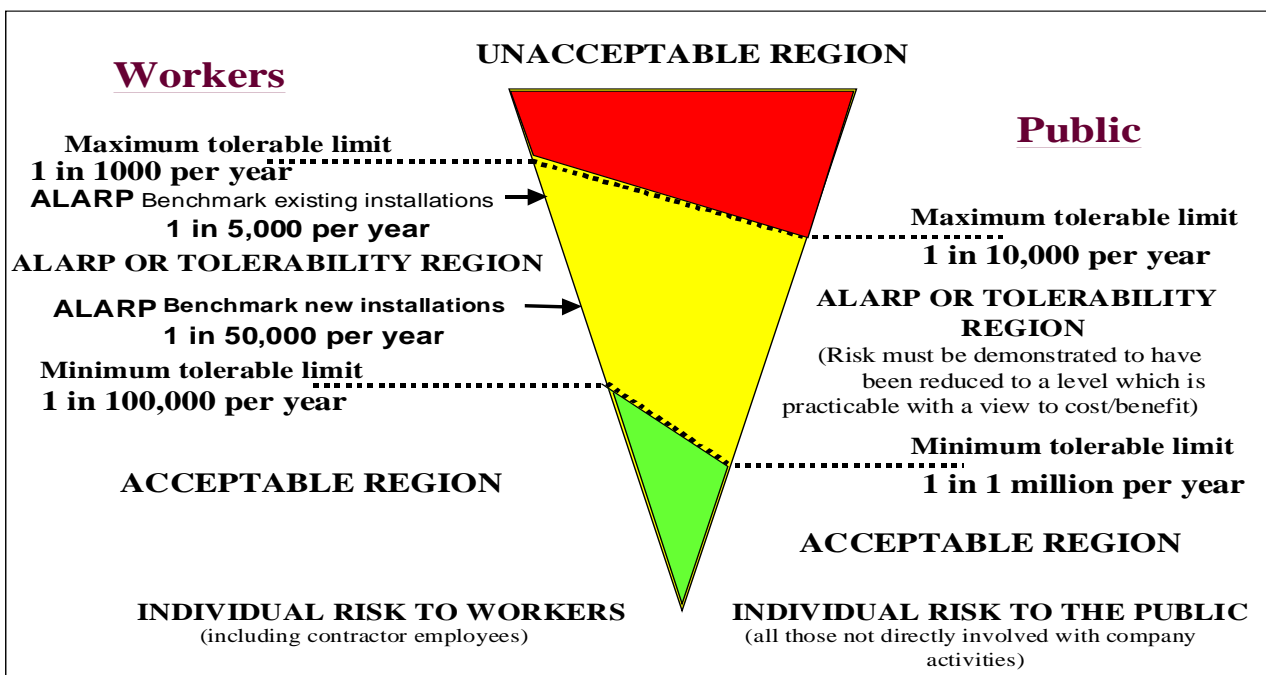 UNACCEPTABLE REGION
Workers
Maximum tolerable limit
1 in 1000 per year
ALARP Benchmark existing installations
1 in 5,000 per year
ALARP OR TOLERABILITY REGION
ALARP Benchmark new installations
1 in 50,000 per year
Minimum tolerable limit
1 in 100,000 per year
ACCEPTABLE REGION
INDIVIDUAL RISK TO WORKERS
(including contractor employees)
Public
Maximum tolerable limit
1 in 10,000 per year
ALARP OR TOLERABILITY
REGION
(Risk must be demonstrated to have
been reduced to a level which is
practicable with a view to cost/benefit)
Minimum tolerable limit
1 in 1 million per year
ACCEPTABLE REGION
INDIVIDUAL RISK TO THE PUBLIC
(all those not directly involved with company
activities)